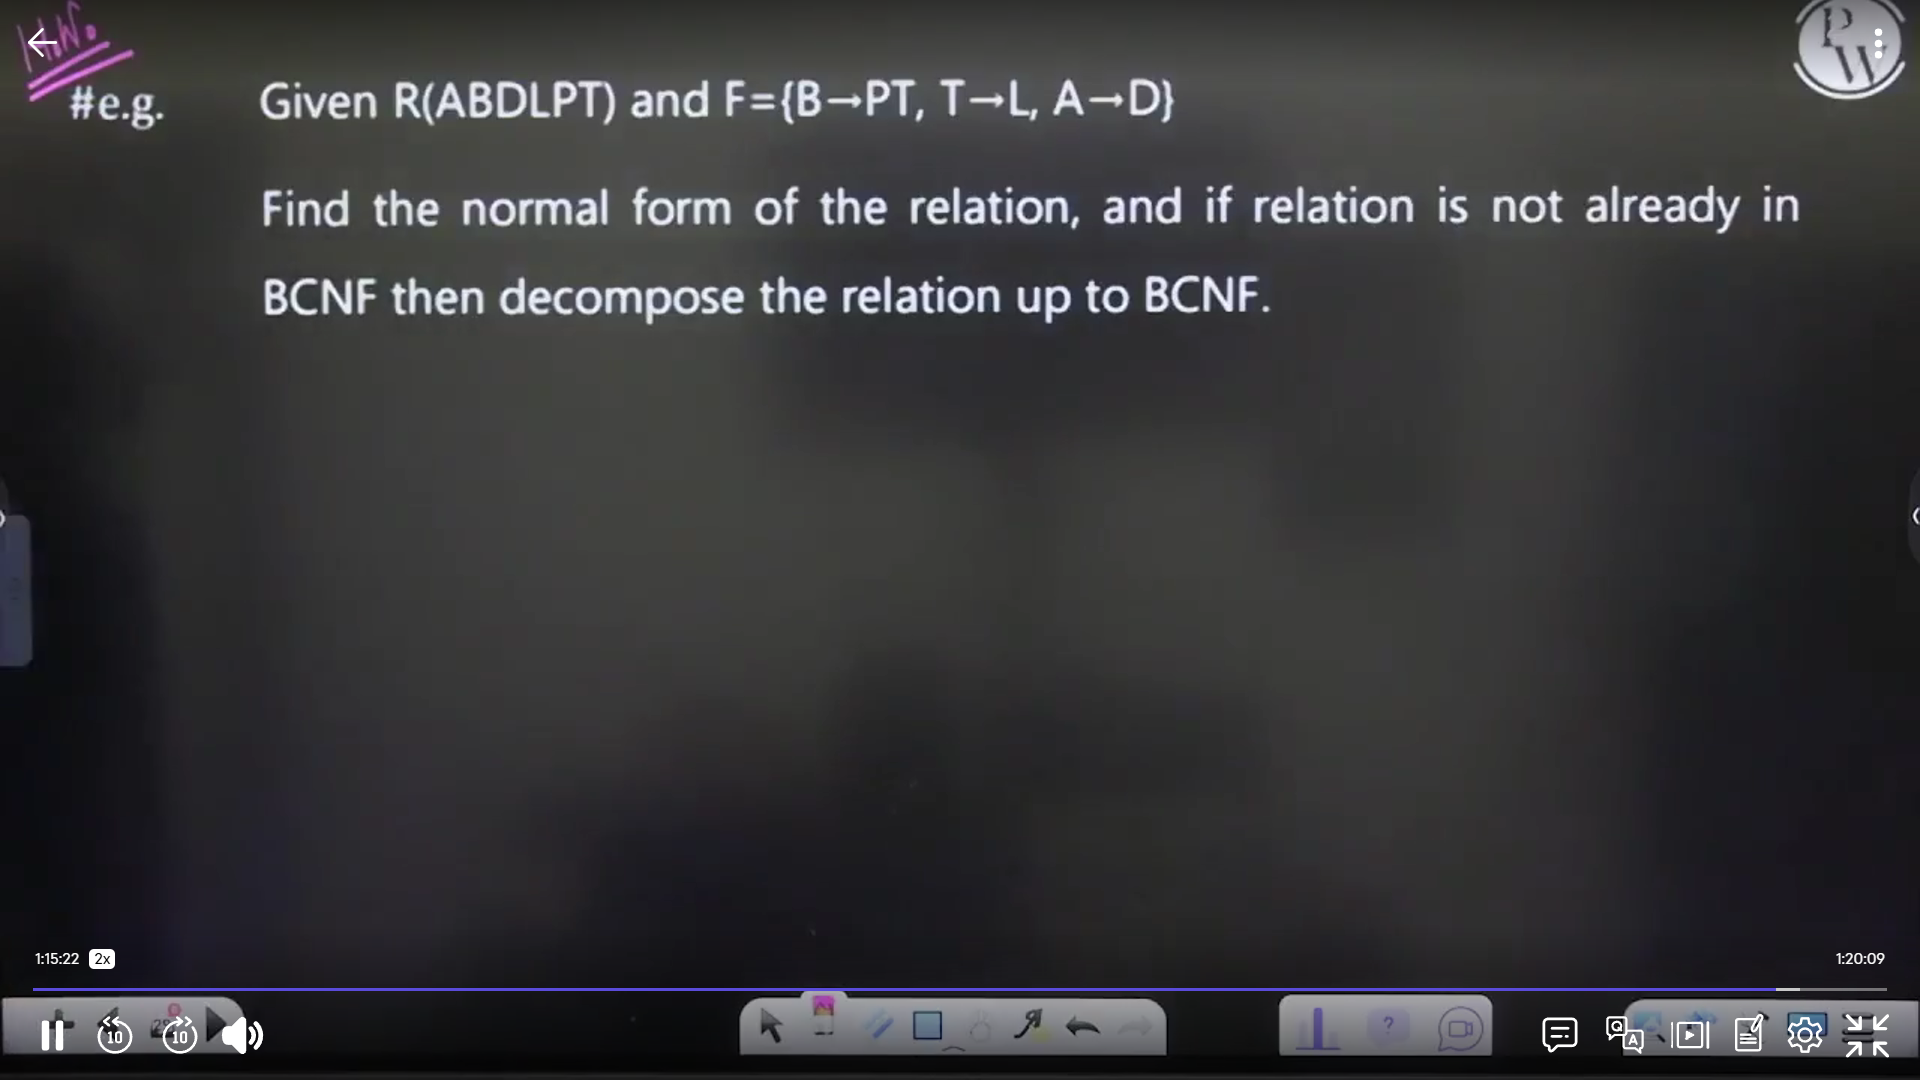 H.W.
#e.g. Given R(ABDLPT) and F={B→PT, T→L, A→D}
Find the normal form of the relation, and if relation is not already in
BCNF then decompose the relation up to BCNF.
PW
1:15:22 2x
1:20:09
10 10
?
Q A